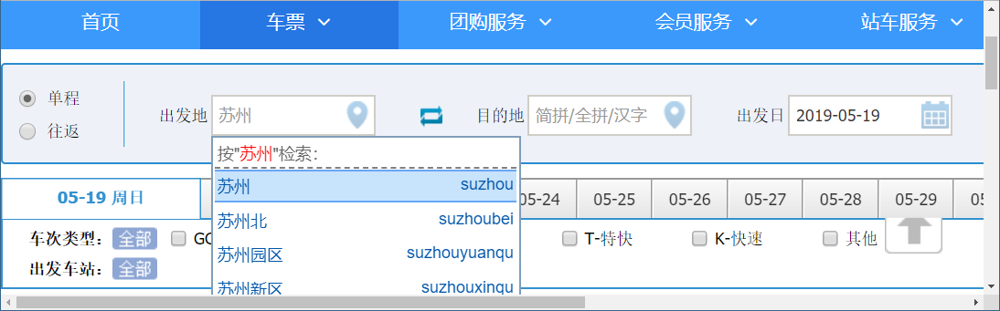 首页 车票 团购服务 会员服务 站车服务
单程
往返
出发地 苏州 目的地 简拼/全拼/汉字 出发日 2019-05-19
按"苏州"检索:
苏州 suzhou
苏州北 suzhoubei
苏州园区 suzhouyuanqu
苏州新区 suzhouxinqu
05-19 周日 05-24 05-25 05-26 05-27 05-28 05-29
车次类型: 全部 T-特快 K-快速 其他
出发车站: 全部